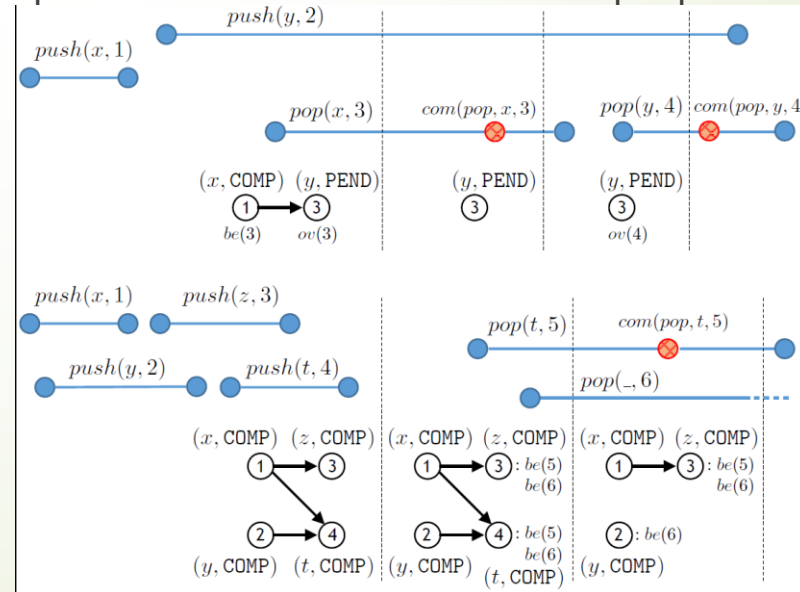 push(y, 2)
push(x, 1)
pop(x, 3) com(pop, x, 3) pop(y, 4) com(pop, y, 4
(x, COMP) (y, PEND) (y, PEND) (y, PEND)
1 3 3 3
be(3) ov(3) ov(4)
push(x, 1) push(z, 3)
pop(t, 5) com(pop, t, 5)
push(y, 2) push(t, 4)
pop(_, 6)
(x, COMP) (z, COMP) (x, COMP) (z, COMP) (x, COMP) (z, COMP)
1 3 1 3 : be(5) 1 3 : be(5)
be(6) be(6)
2 4 2 4 : be(5) 2 : be(6)
be(6)
(y, COMP) (t, COMP) (y, COMP) (t, COMP) (y, COMP)